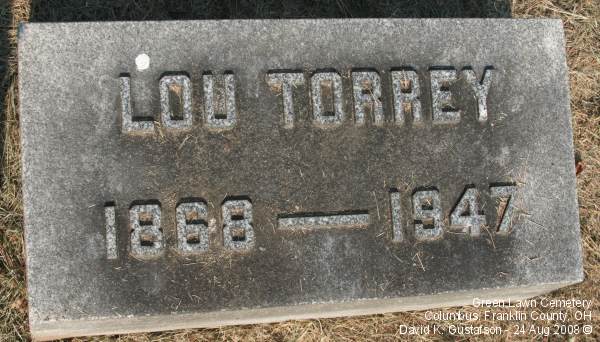 LOU TORREY
1868 — 1947
Green Lawn Cemetery
Columbus, Franklin County, OH
David K. Gustafson - 24 Aug 2008 ©